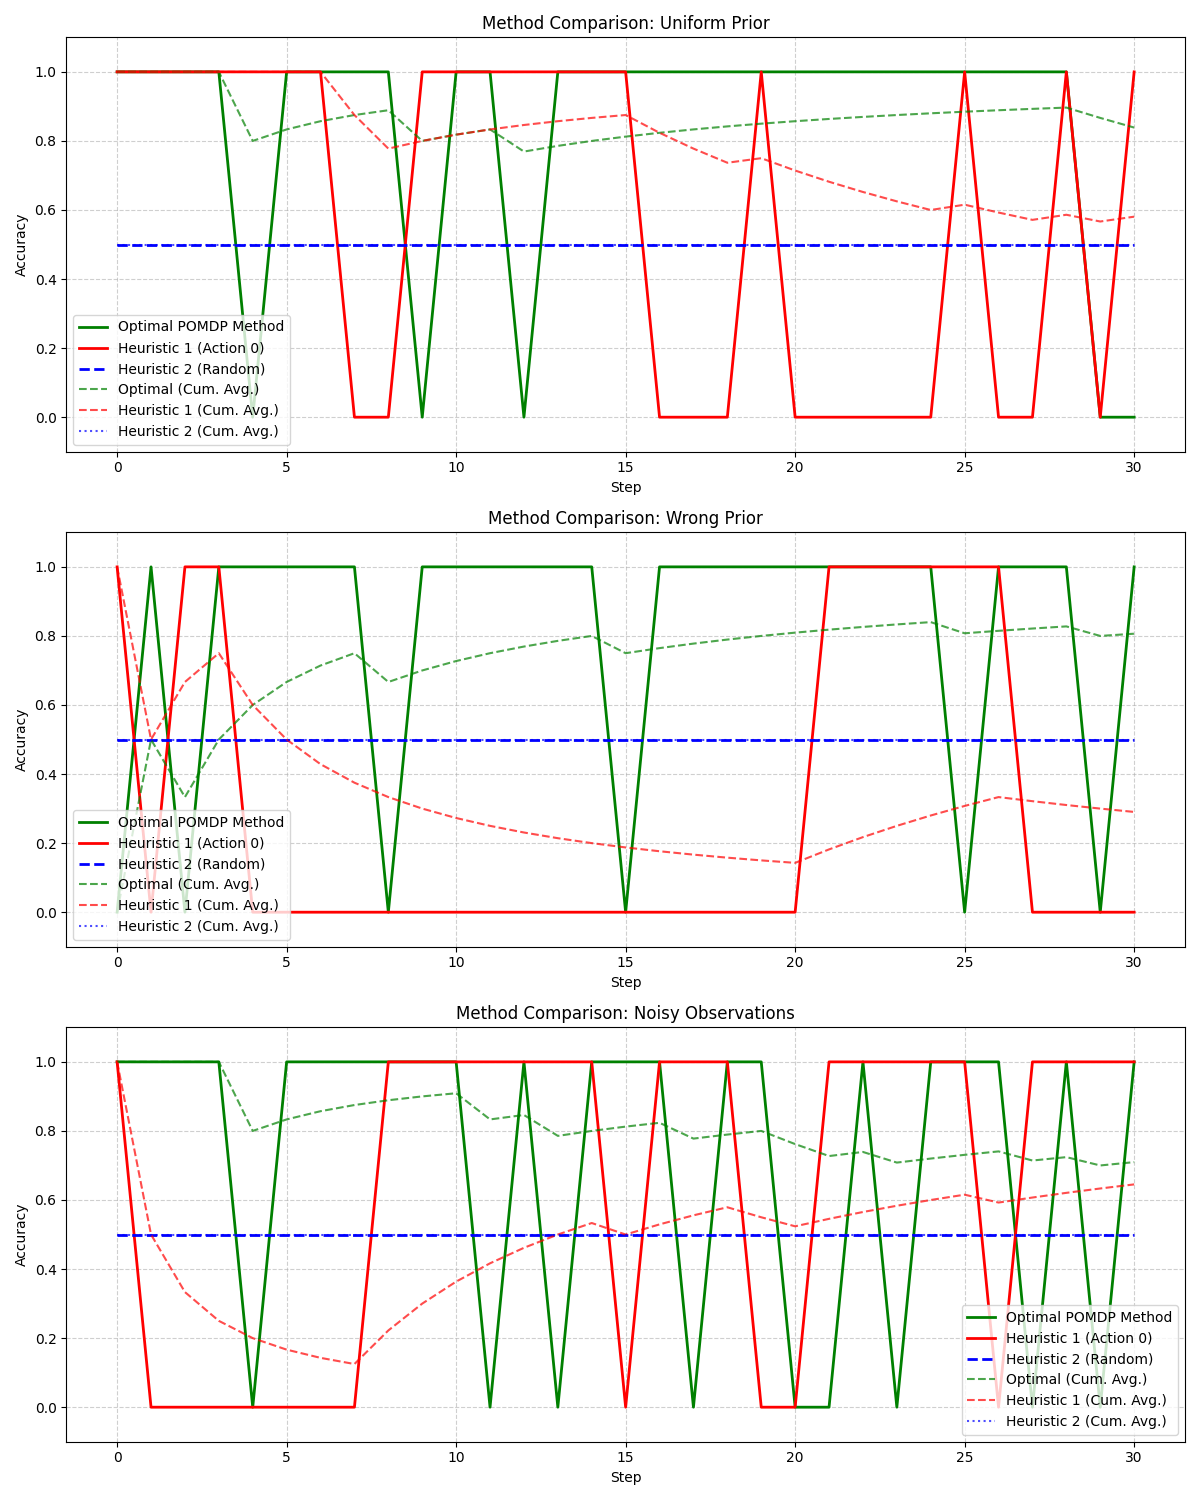 Method Comparison: Uniform Prior
1.0
0.8
0.6
0.4
0.2
0.0
Accuracy
Optimal POMDP Method
Heuristic 1 (Action 0)
Heuristic 2 (Random)
Optimal (Cum. Avg.)
Heuristic 1 (Cum. Avg.)
Heuristic 2 (Cum. Avg.)
0 5 10 15 20 25 30
Step
Method Comparison: Wrong Prior
1.0
0.8
0.6
0.4
0.2
0.0
Accuracy
Optimal POMDP Method
Heuristic 1 (Action 0)
Heuristic 2 (Random)
Optimal (Cum. Avg.)
Heuristic 1 (Cum. Avg.)
Heuristic 2 (Cum. Avg.)
0 5 10 15 20 25 30
Step
Method Comparison: Noisy Observations
1.0
0.8
0.6
0.4
0.2
0.0
Accuracy
Optimal POMDP Method
Heuristic 1 (Action 0)
Heuristic 2 (Random)
Optimal (Cum. Avg.)
Heuristic 1 (Cum. Avg.)
Heuristic 2 (Cum. Avg.)
0 5 10 15 20 25 30
Step